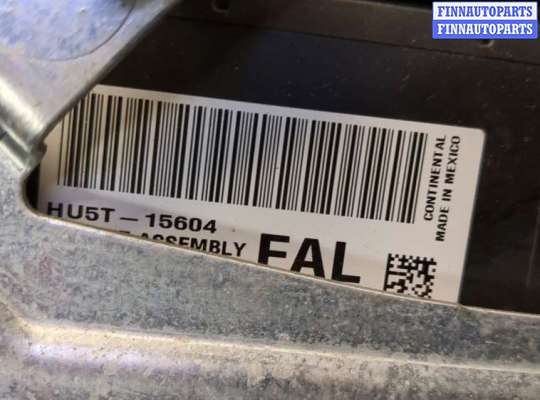 FINNAUTOPARTS
FINNAUTOPARTS
CONTINENTAL
MADE IN MEXICO
HU5T-15604
ASSEMBLY
FAL